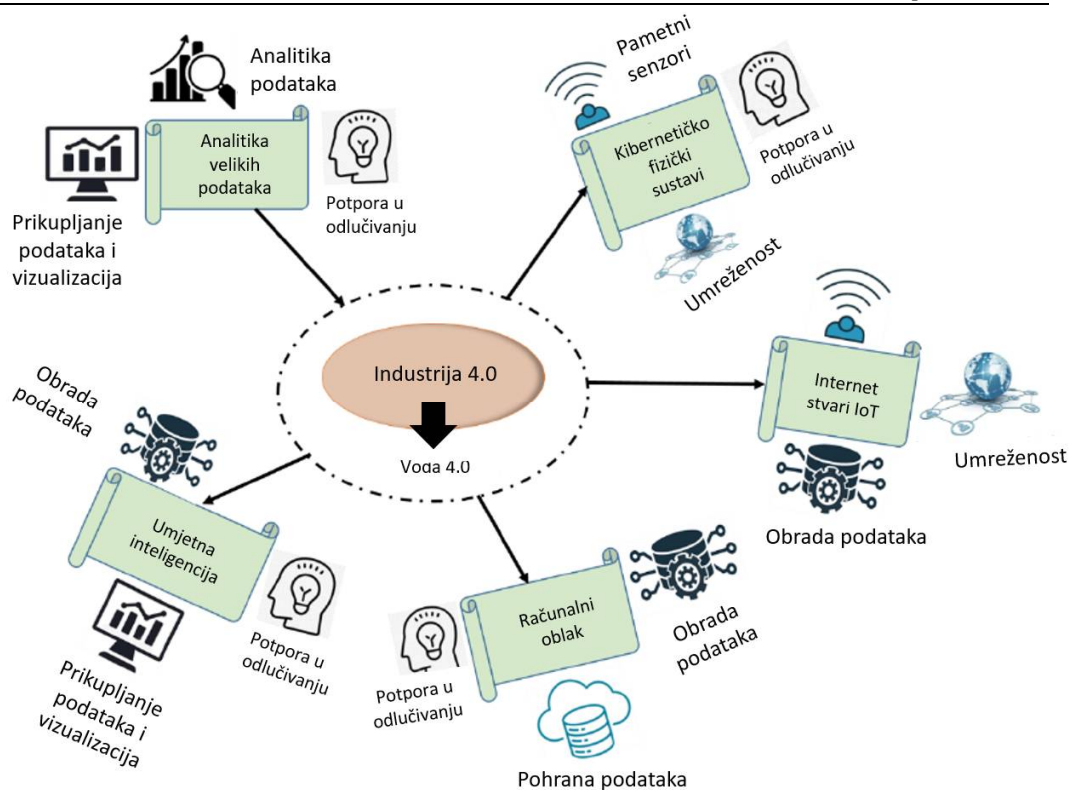 Analitika
podataka
Analitika
velikih
podataka
Potpora u
odlučivanju
Prikupljanje
podataka i
vizualizacija
Pametni
senzori
Kibernetičko
fizički
sustavi
Potpora u
odlučivanju
Umreženost
Industrija 4.0
Voda 4.0
Internet
stvari IoT
Umreženost
Obrada podataka
Obrada
podataka
Umjetna
inteligencija
Potpora u
odlučivanju
Prikupljanje
podataka i
vizualizacija
Računalni
oblak
Obrada
podataka
Potpora u
odlučivanju
Pohrana podataka